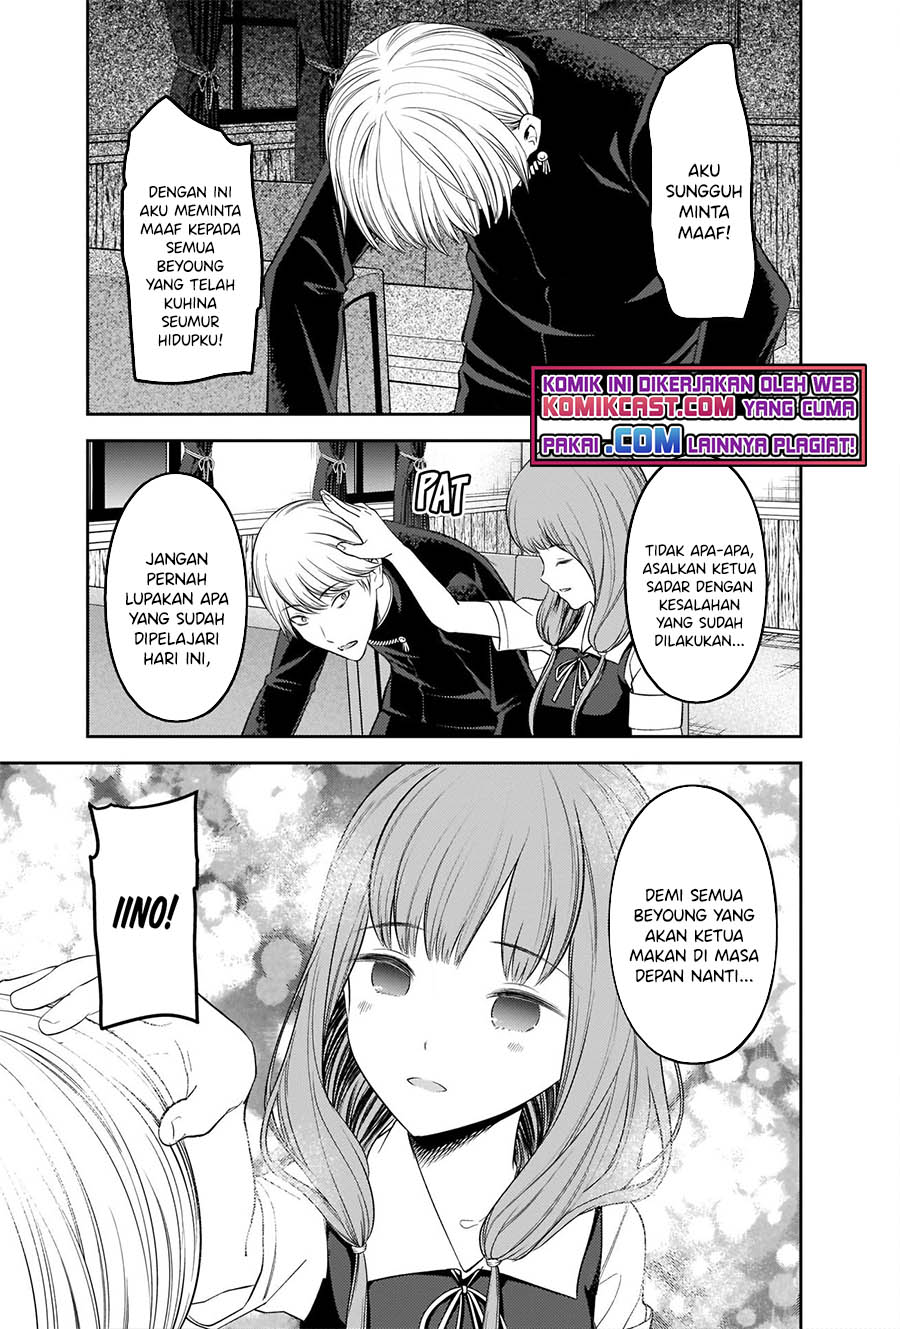 AKU
SUNGGUH
MINTA
MAAF!
DENGAN INI
AKU MEMINTA
MAAF KEPADA
SEMUA
BEYOUNG
YANG TELAH
KUHINA
SEUMUR
HIDUPKU!
KOMIK INI DIKERJAKAN OLEH WEB
KOMIKCAST.COM YANG CUMA
PAKAI .COM LAINNYA PLAGIAT!
PAT
TIDAK APA-APA,
ASALKAN KETUA
SADAR DENGAN
KESALAHAN
YANG SUDAH
DILAKUKAN...
JANGAN
PERNAH
LUPAKAN APA
YANG SUDAH
DIPELAJARI
HARI INI,
DEMI SEMUA
BEYOUNG YANG
AKAN KETUA
MAKAN DI MASA
DEPAN NANTI...
IINO!